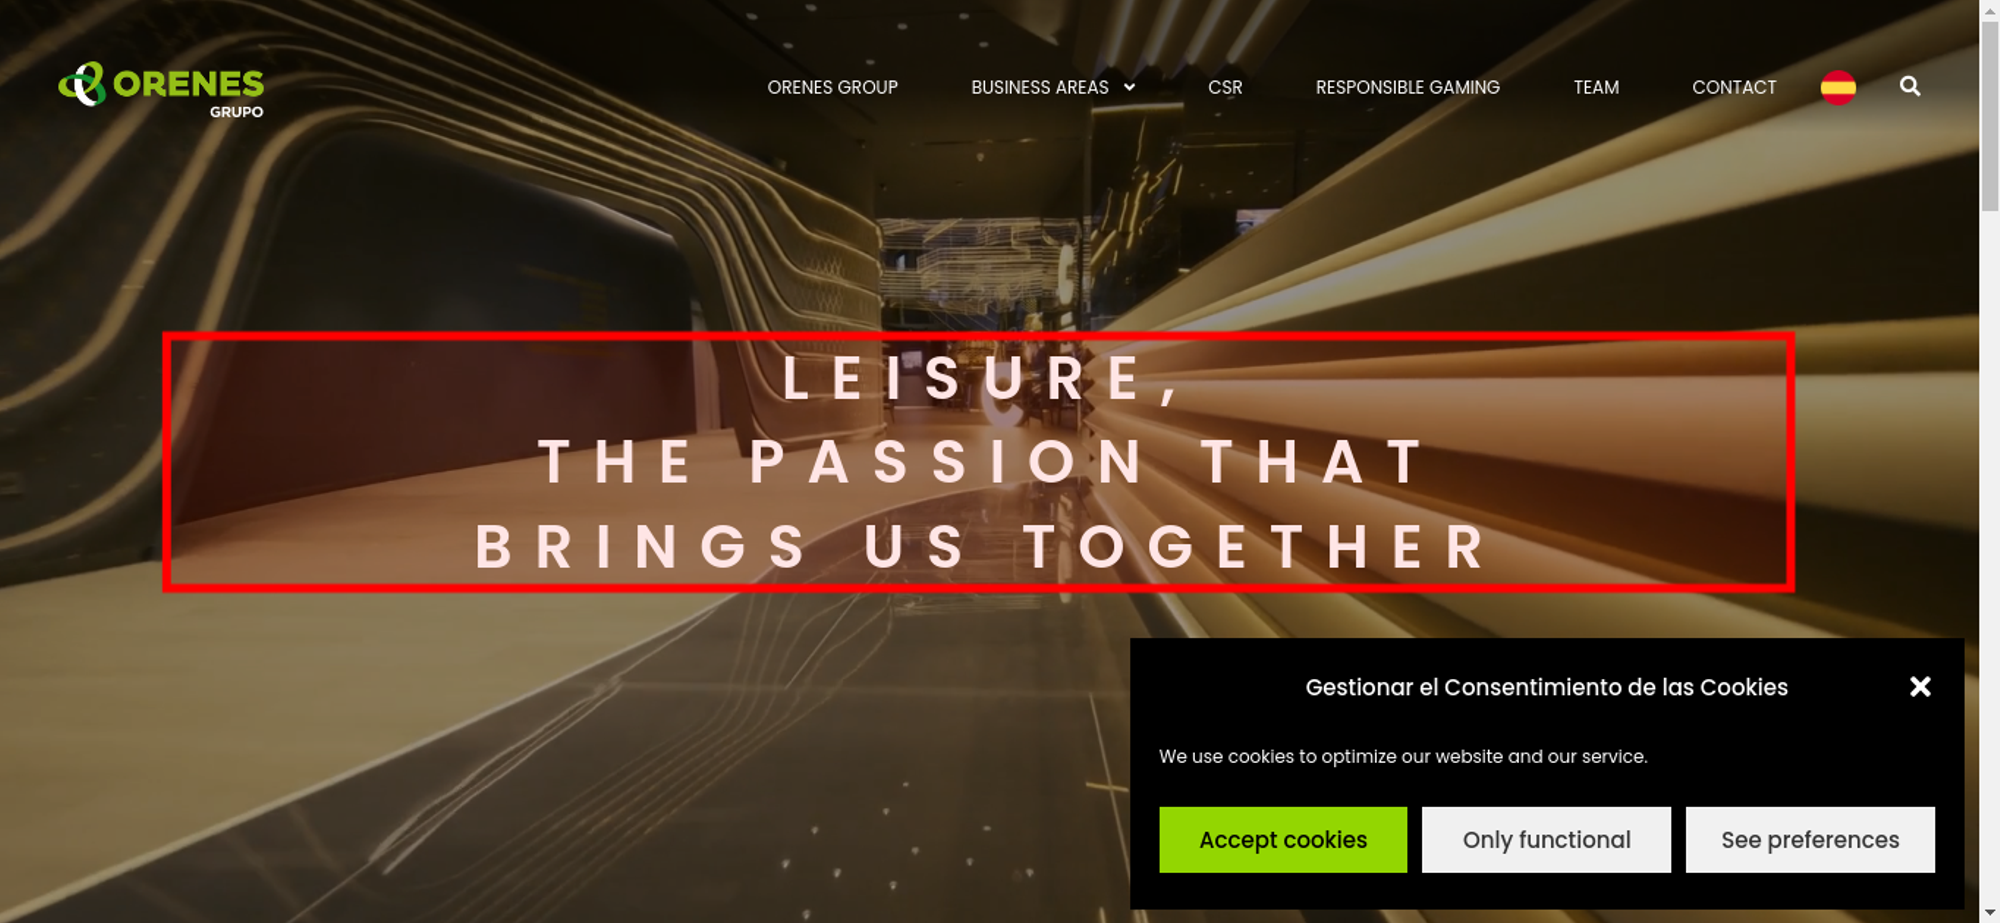 ORENES
GRUPO
ORENES GROUP
BUSINESS AREAS
CSR
RESPONSIBLE GAMING
TEAM
CONTACT
LEISURE,
THE PASSION THAT
BRINGS US TOGETHER
Gestionar el Consentimiento de las Cookies
We use cookies to optimize our website and our service.
Accept cookies
Only functional
See preferences